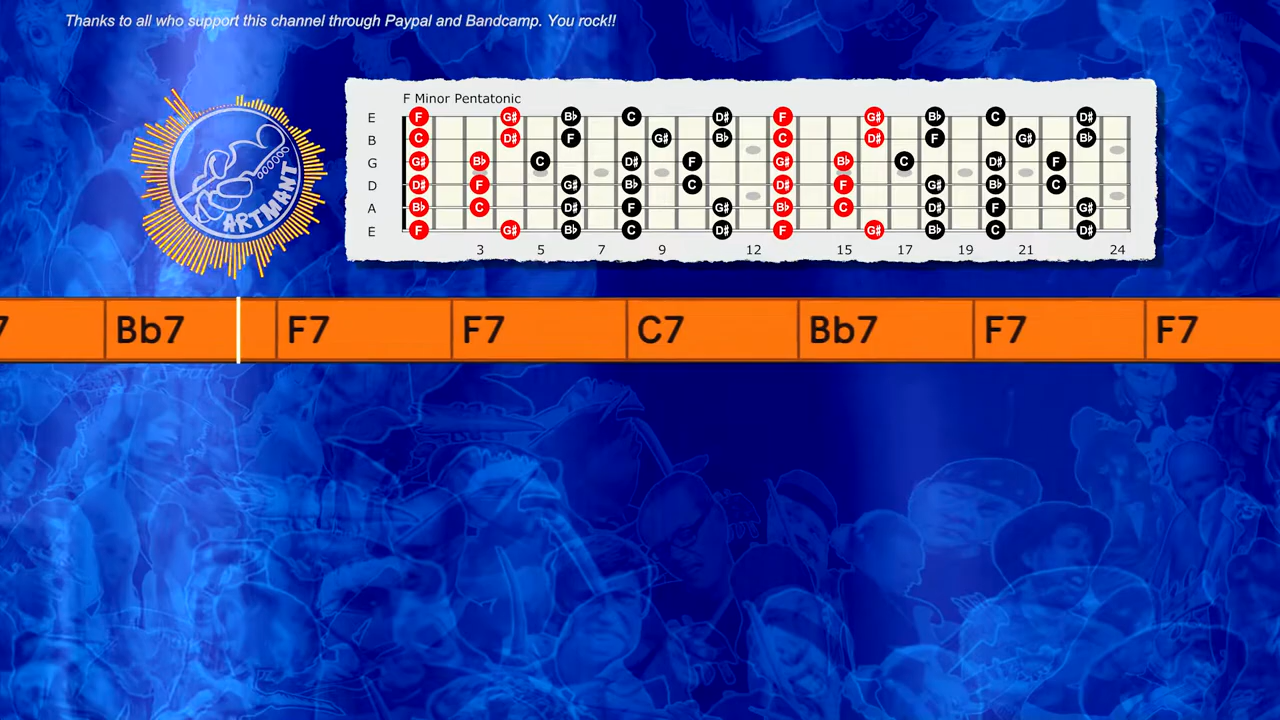 Thanks to all who support this channel through Paypal and Bandcamp. You rock!!
ARTMANT
F Minor Pentatonic
E F G# Bb C D# F G# Bb C D#
B C D# F G# Bb C D# F G# Bb
G G# Bb C D# F G# Bb C D# F
D D# F G# Bb C D# F G# Bb C
A Bb C D# F G# Bb C D# F G#
E F G# Bb C D# F G# Bb C D#
3 5 7 9 12 15 17 19 21 24
7 Bb7 F7 F7 C7 Bb7 F7 F7